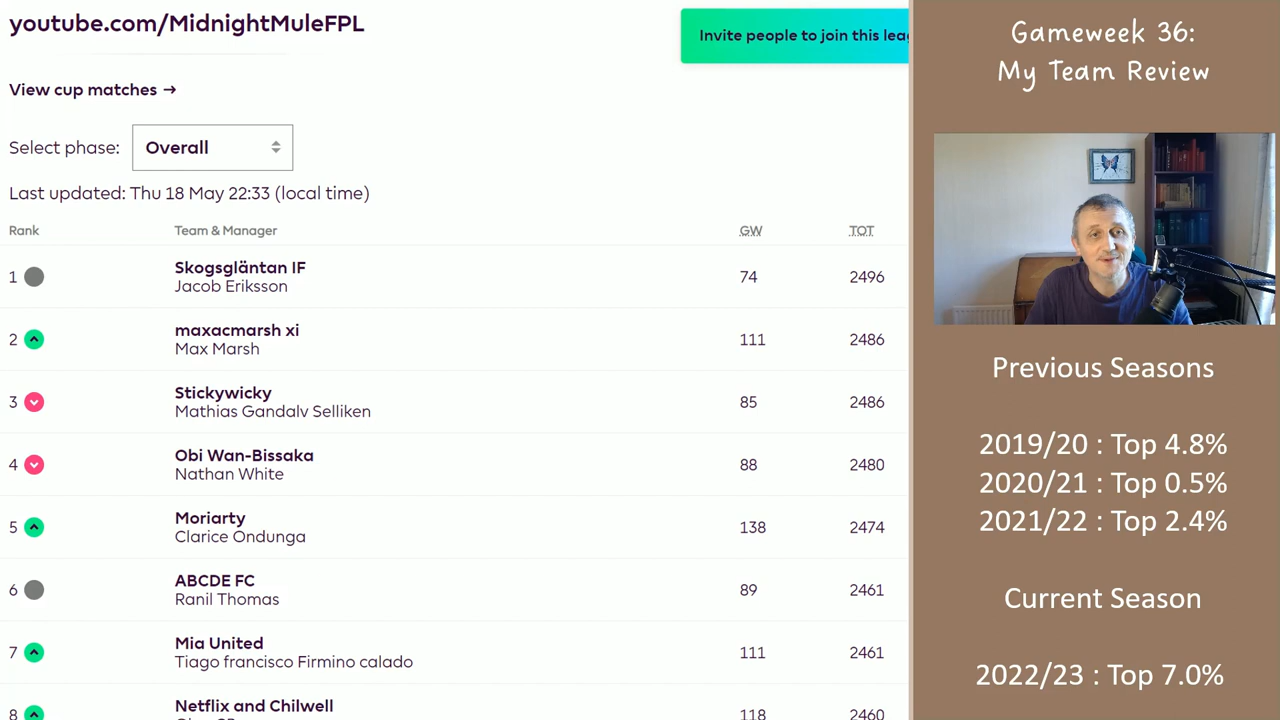 youtube.com/MidnightMuleFPL
Invite people to join this leag
View cup matches →
Select phase: Overall
Last updated: Thu 18 May 22:33 (local time)
Rank Team & Manager GW TOT
1 Skogsgläntan IF 74 2496
Jacob Eriksson
2 maxacmarsh xi 111 2486
Max Marsh
3 Stickywicky 85 2486
Mathias Gandalv Selliken
4 Obi Wan-Bissaka 88 2480
Nathan White
5 Moriarty 138 2474
Clarice Ondunga
6 ABCDE FC 89 2461
Ranil Thomas
7 Mia United 111 2461
Tiago francisco Firmino calado
8 Netflix and Chilwell 118 2460
Gameweek 36:
My Team Review
Previous Seasons
2019/20 : Top 4.8%
2020/21 : Top 0.5%
2021/22 : Top 2.4%
Current Season
2022/23 : Top 7.0%